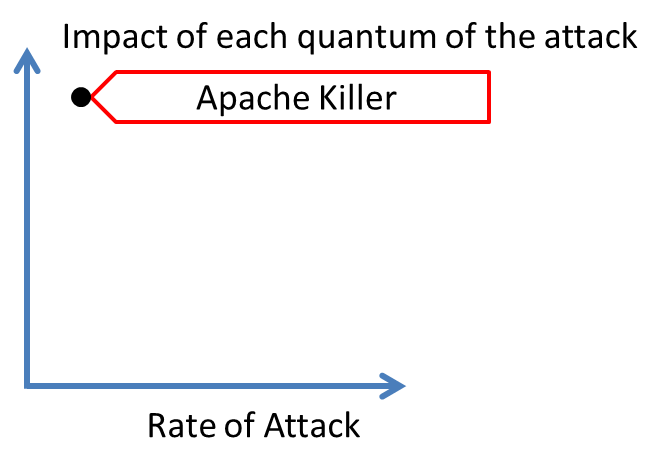 Impact of each quantum of the attack
Apache Killer
Rate of Attack